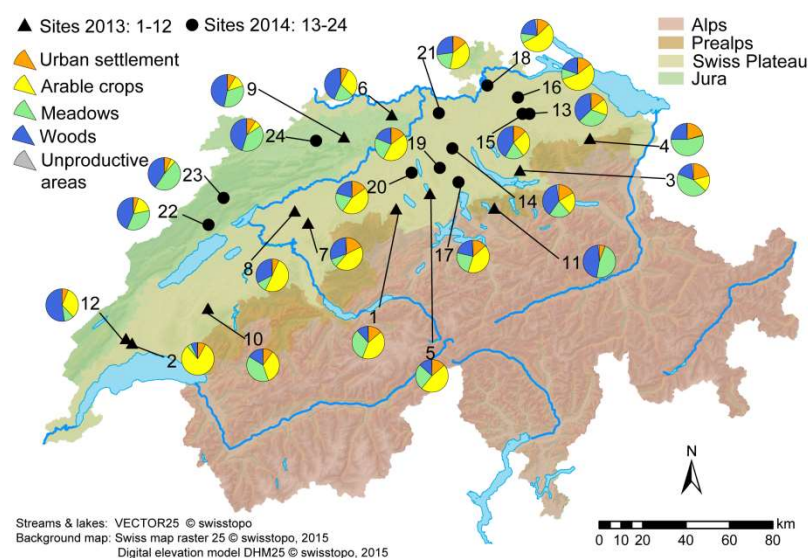 ▲ Sites 2013: 1-12 ● Sites 2014: 13-24
Urban settlement
Arable crops
Meadows
Woods
Unproductive
areas
Alps
Prealps
Swiss Plateau
Jura
9
6
21
18
16
13
15
24
19
4
23
20
3
22
14
8
7
17
11
12
10
1
2
5
N
km
0 10 20 40 60 80
Streams & lakes: VECTOR25 © swisstopo
Background map: Swiss map raster 25 © swisstopo, 2015
Digital elevation model DHM25 © swisstopo, 2015